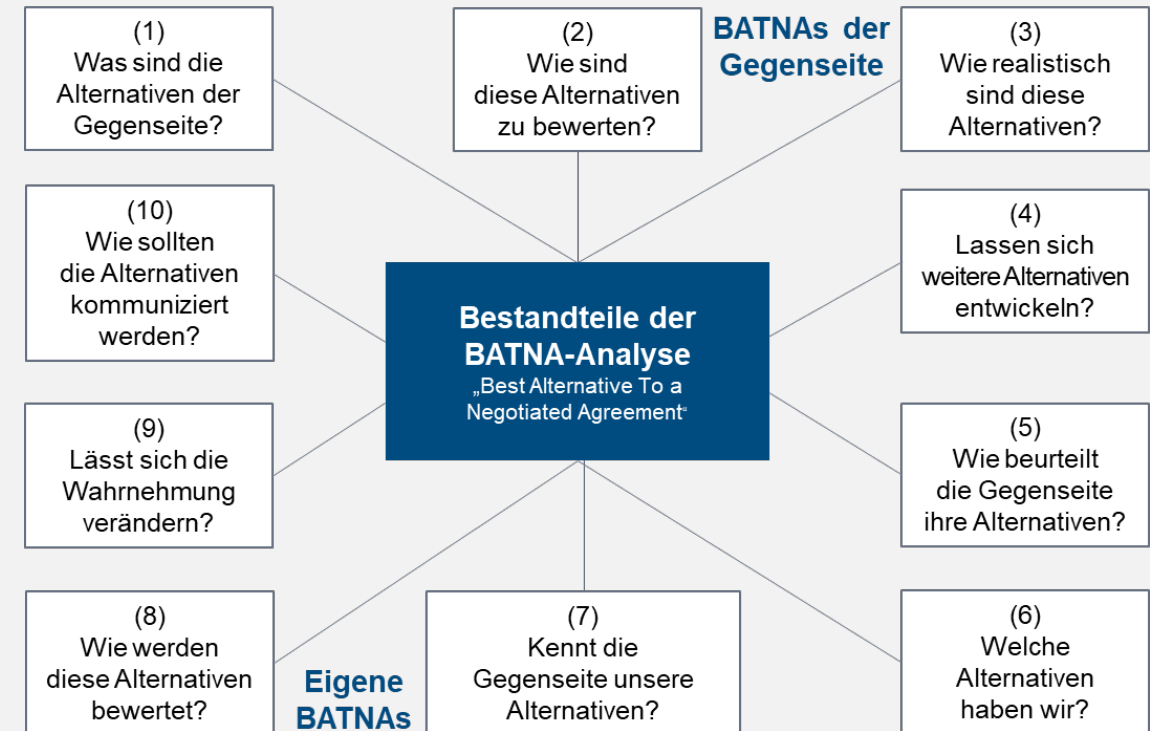 (1)
Was sind die
Alternativen der
Gegenseite?
(2)
Wie sind
diese Alternativen
zu bewerten?
BATNAs der
Gegenseite
(3)
Wie realistisch
sind diese
Alternativen?
(10)
Wie sollten
die Alternativen
kommuniziert
werden?
(4)
Lassen sich
weitere Alternativen
entwickeln?
Bestandteile der
BATNA-Analyse
„Best Alternative To a
Negotiated Agreement“
(9)
Lässt sich die
Wahrnehmung
verändern?
(5)
Wie beurteilt
die Gegenseite
ihre Alternativen?
(8)
Wie werden
diese Alternativen
bewertet?
Eigene
BATNAs
(7)
Kennt die
Gegenseite unsere
Alternativen?
(6)
Welche
Alternativen
haben wir?